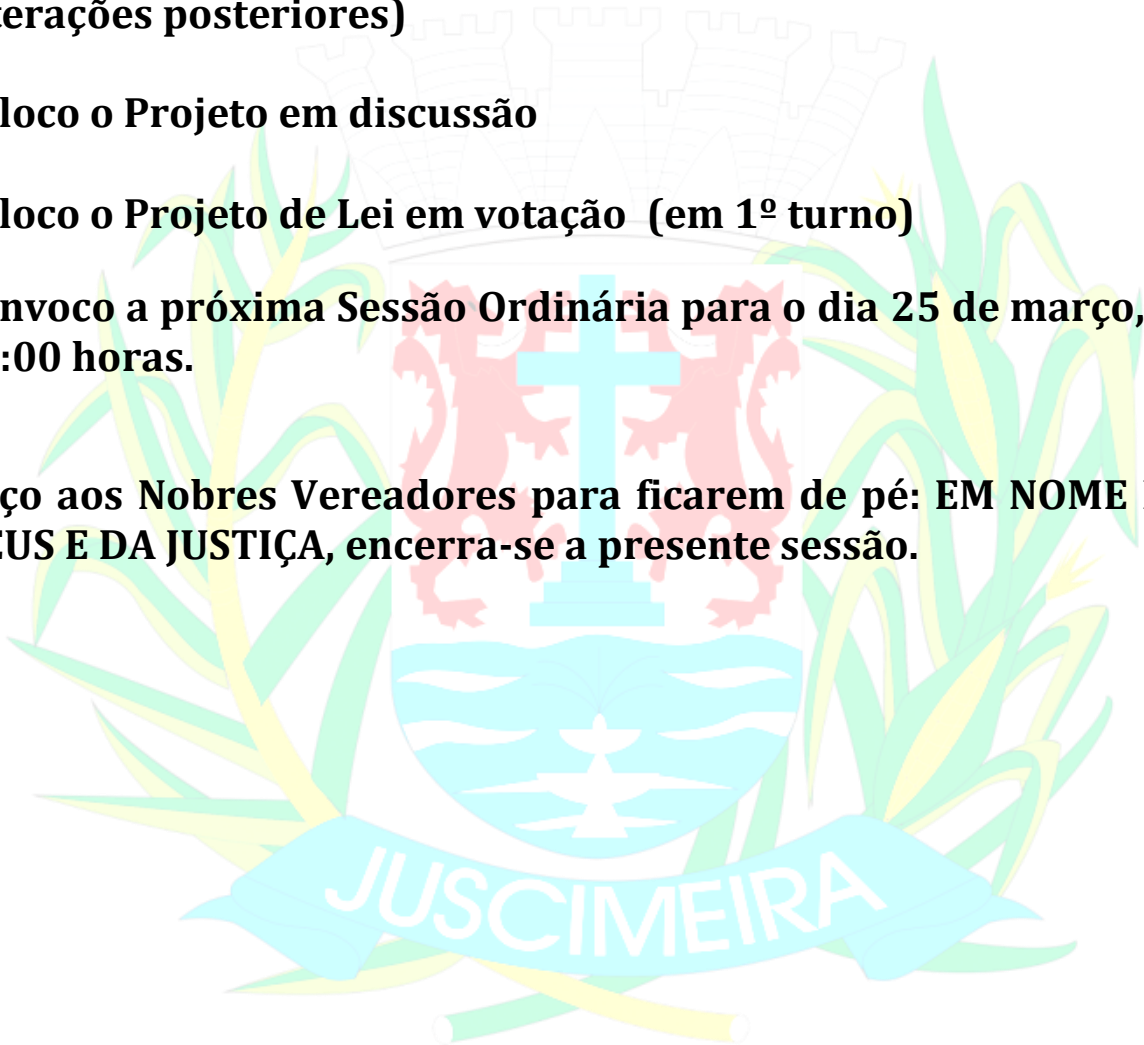 terações posteriores)
loco o Projeto em discussão
loco o Projeto de Lei em votação (em 1º turno)
nvoco a próxima Sessão Ordinária para o dia 25 de março,
:00 horas.
ço aos Nobres Vereadores para ficarem de pé: EM NOME
EUS E DA JUSTIÇA, encerra-se a presente sessão.
JUSCIMEIRA